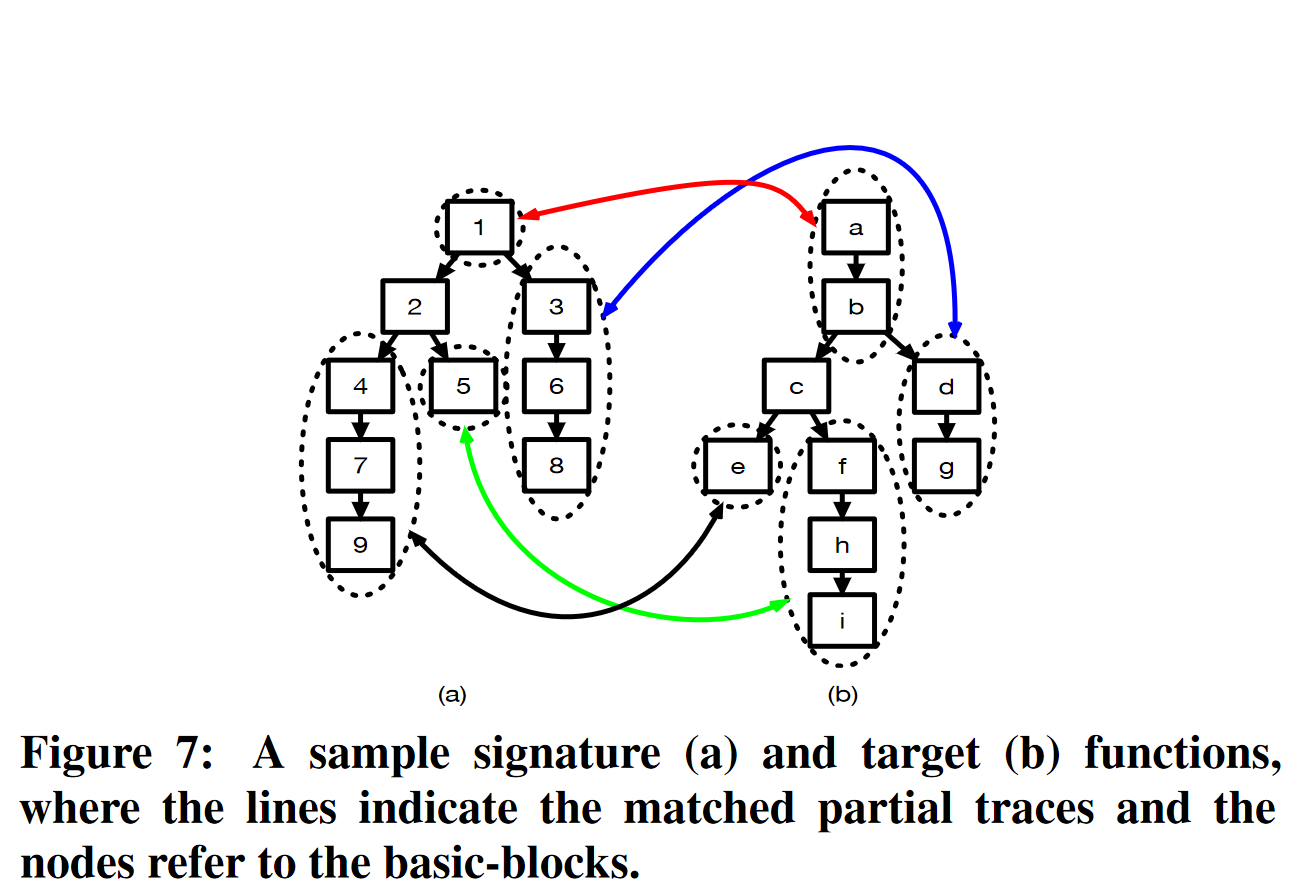 1
a
2
3
b
4
5
6
c
d
7
8
e
f
g
9
h
i
(a)
(b)
Figure 7: A sample signature (a) and target (b) functions,
where the lines indicate the matched partial traces and the
nodes refer to the basic-blocks.